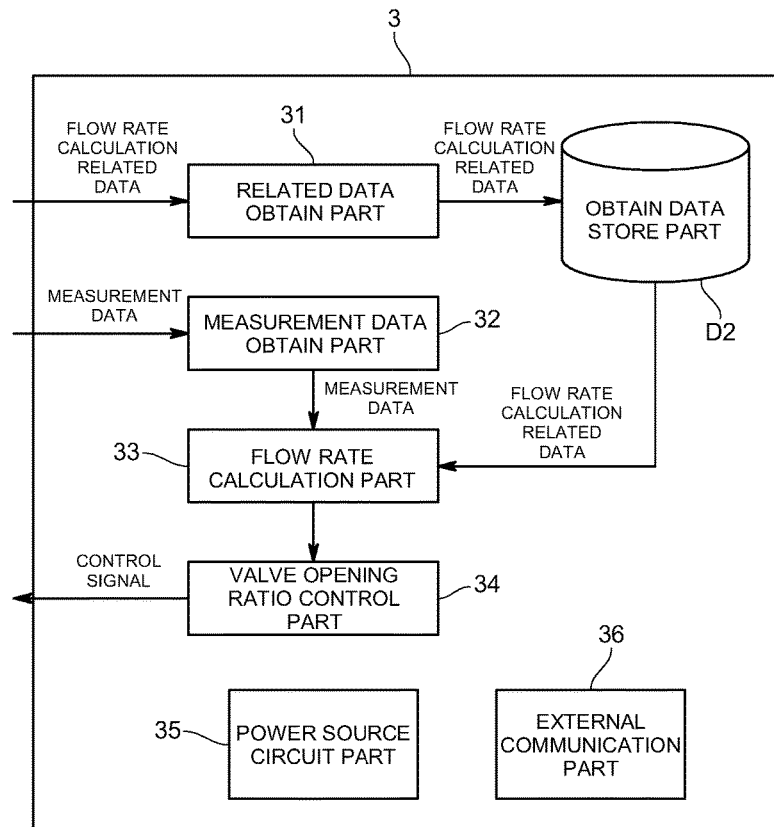 3
31
FLOW RATE
CALCULATION
RELATED
DATA
FLOW RATE
CALCULATION
RELATED
DATA
RELATED DATA
OBTAIN PART
OBTAIN DATA
STORE PART
D2
MEASUREMENT
DATA
MEASUREMENT DATA
OBTAIN PART
32
MEASUREMENT
DATA
FLOW RATE
CALCULATION
RELATED
DATA
33
FLOW RATE
CALCULATION PART
CONTROL
SIGNAL
VALVE OPENING
RATIO CONTROL
PART
34
35
POWER SOURCE
CIRCUIT PART
36
EXTERNAL
COMMUNICATION
PART